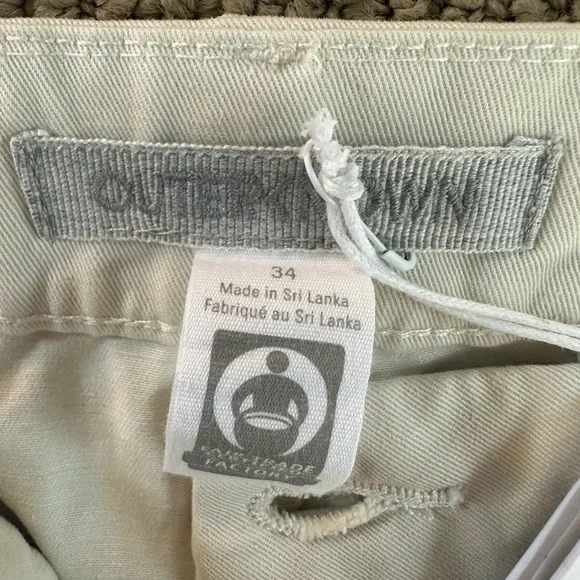 OUTERKNOWN
34
Made in Sri Lanka
Fabriqué au Sri Lanka
FAIR TRADE
FACTORY